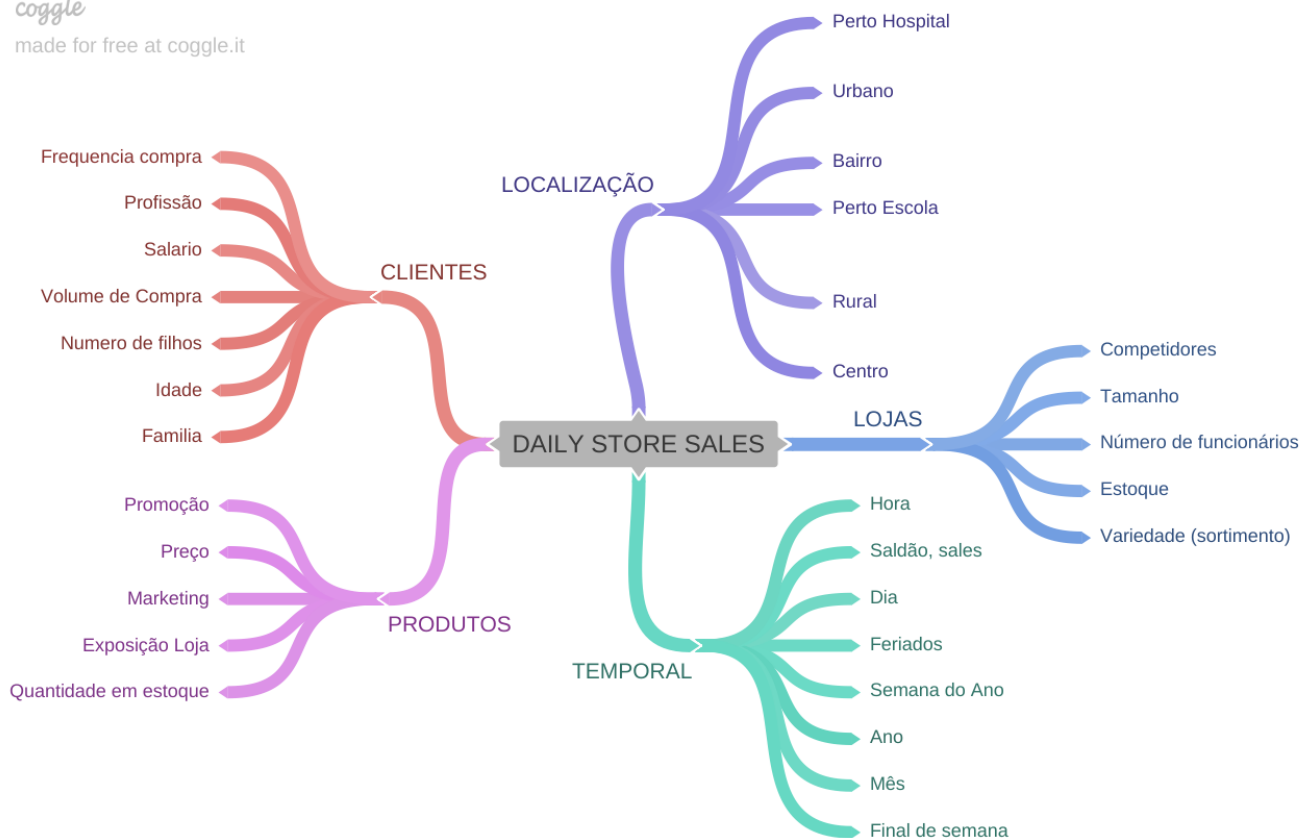 coggle
made for free at coggle.it
DAILY STORE SALES
LOCALIZAÇÃO
Perto Hospital
Urbano
Bairro
Perto Escola
Rural
Centro
CLIENTES
Frequencia compra
Profissão
Salario
Volume de Compra
Numero de filhos
Idade
Familia
LOJAS
Competidores
Tamanho
Número de funcionários
Estoque
Variedade (sortimento)
PRODUTOS
Promoção
Preço
Marketing
Exposição Loja
Quantidade em estoque
TEMPORAL
Hora
Saldão, sales
Dia
Feriados
Semana do Ano
Ano
Mês
Final de semana